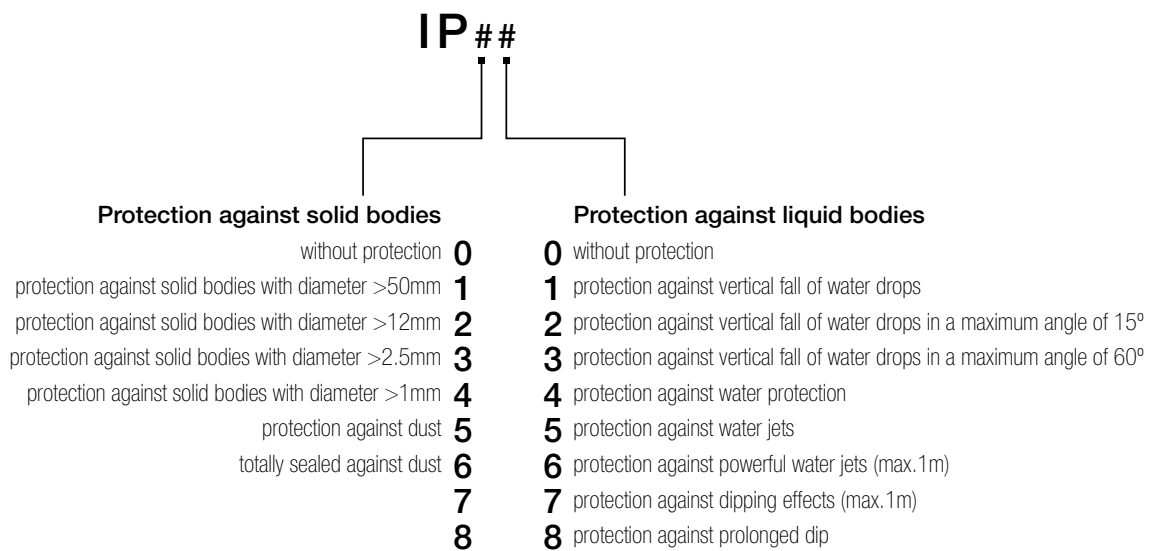 IP##
Protection against solid bodies
without protection 0
protection against solid bodies with diameter >50mm 1
protection against solid bodies with diameter >12mm 2
protection against solid bodies with diameter >2.5mm 3
protection against solid bodies with diameter >1mm 4
protection against dust 5
totally sealed against dust 6
7
8
Protection against liquid bodies
0 without protection
1 protection against vertical fall of water drops
2 protection against vertical fall of water drops in a maximum angle of 15º
3 protection against vertical fall of water drops in a maximum angle of 60º
4 protection against water protection
5 protection against water jets
6 protection against powerful water jets (max.1m)
7 protection against dipping effects (max.1m)
8 protection against prolonged dip